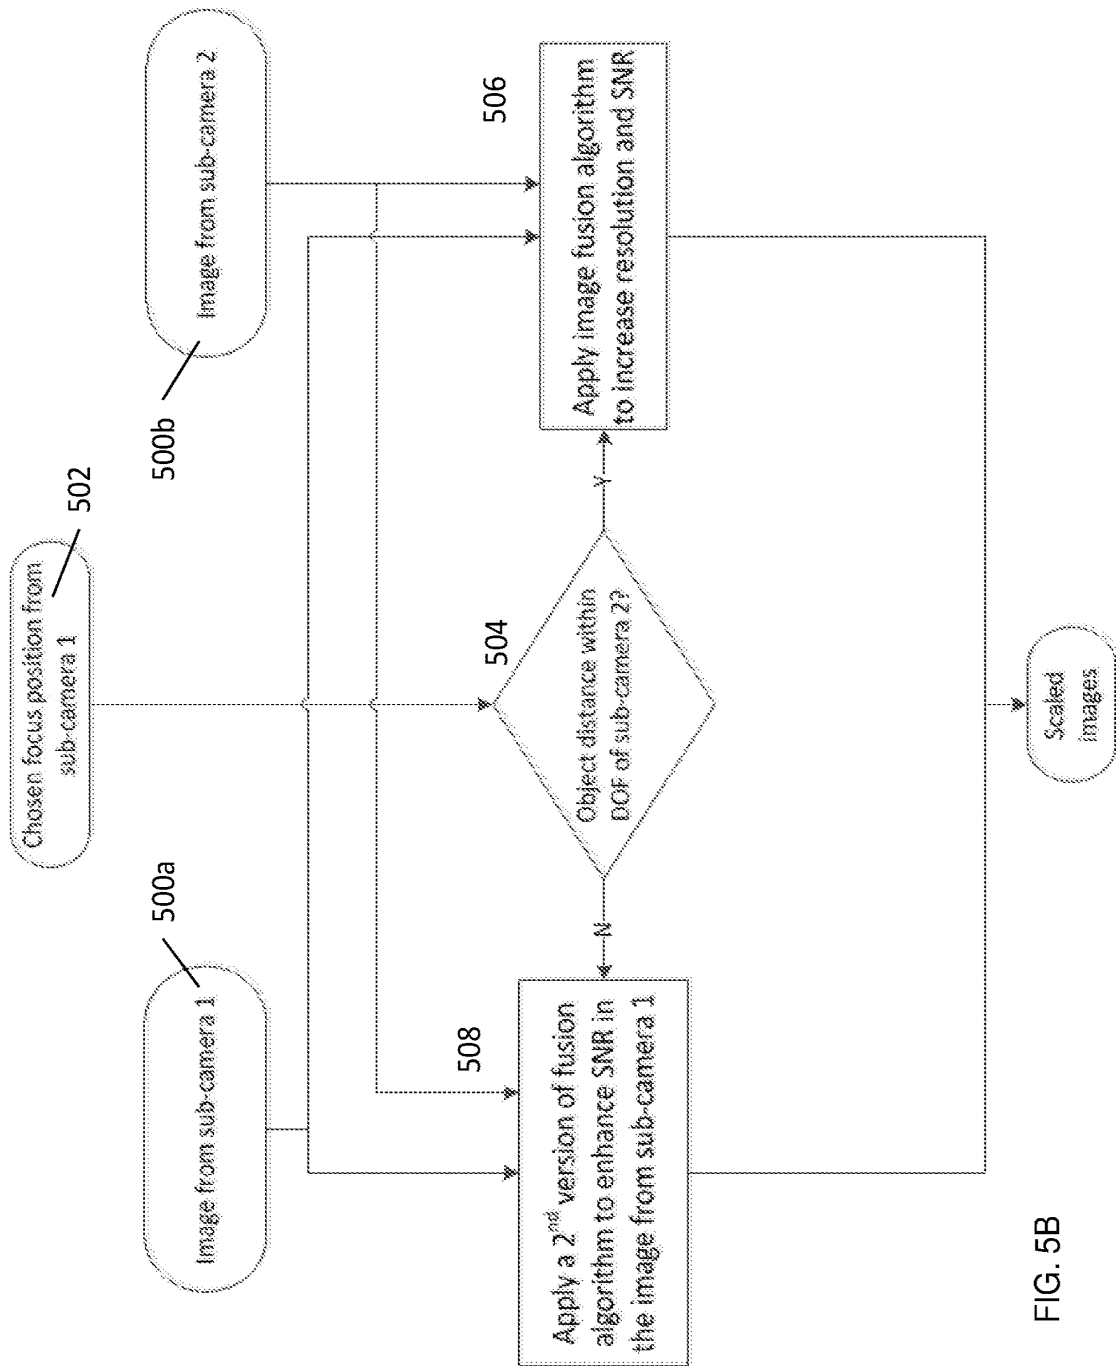 Chosen focus position from
sub-camera 1
502
Image from sub-camera 1
500a
Image from sub-camera 2
500b
504
Object distance within
DOF of sub-camera 2?
N
Y
508
Apply a 2nd version of fusion
algorithm to enhance SNR in
the image from sub-camera 1
506
Apply image fusion algorithm
to increase resolution and SNR
Scaled
images
FIG. 5B